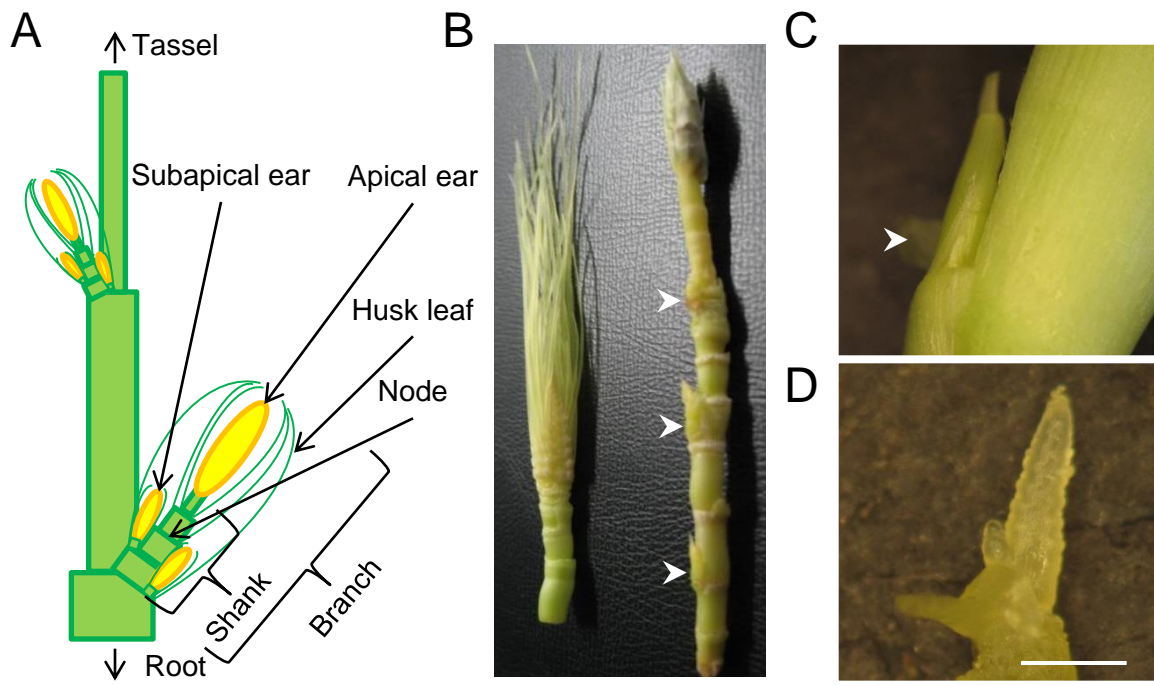 A
Tassel
Subapical ear
Apical ear
Husk leaf
Node
Shank
Branch
Root
B
C
D